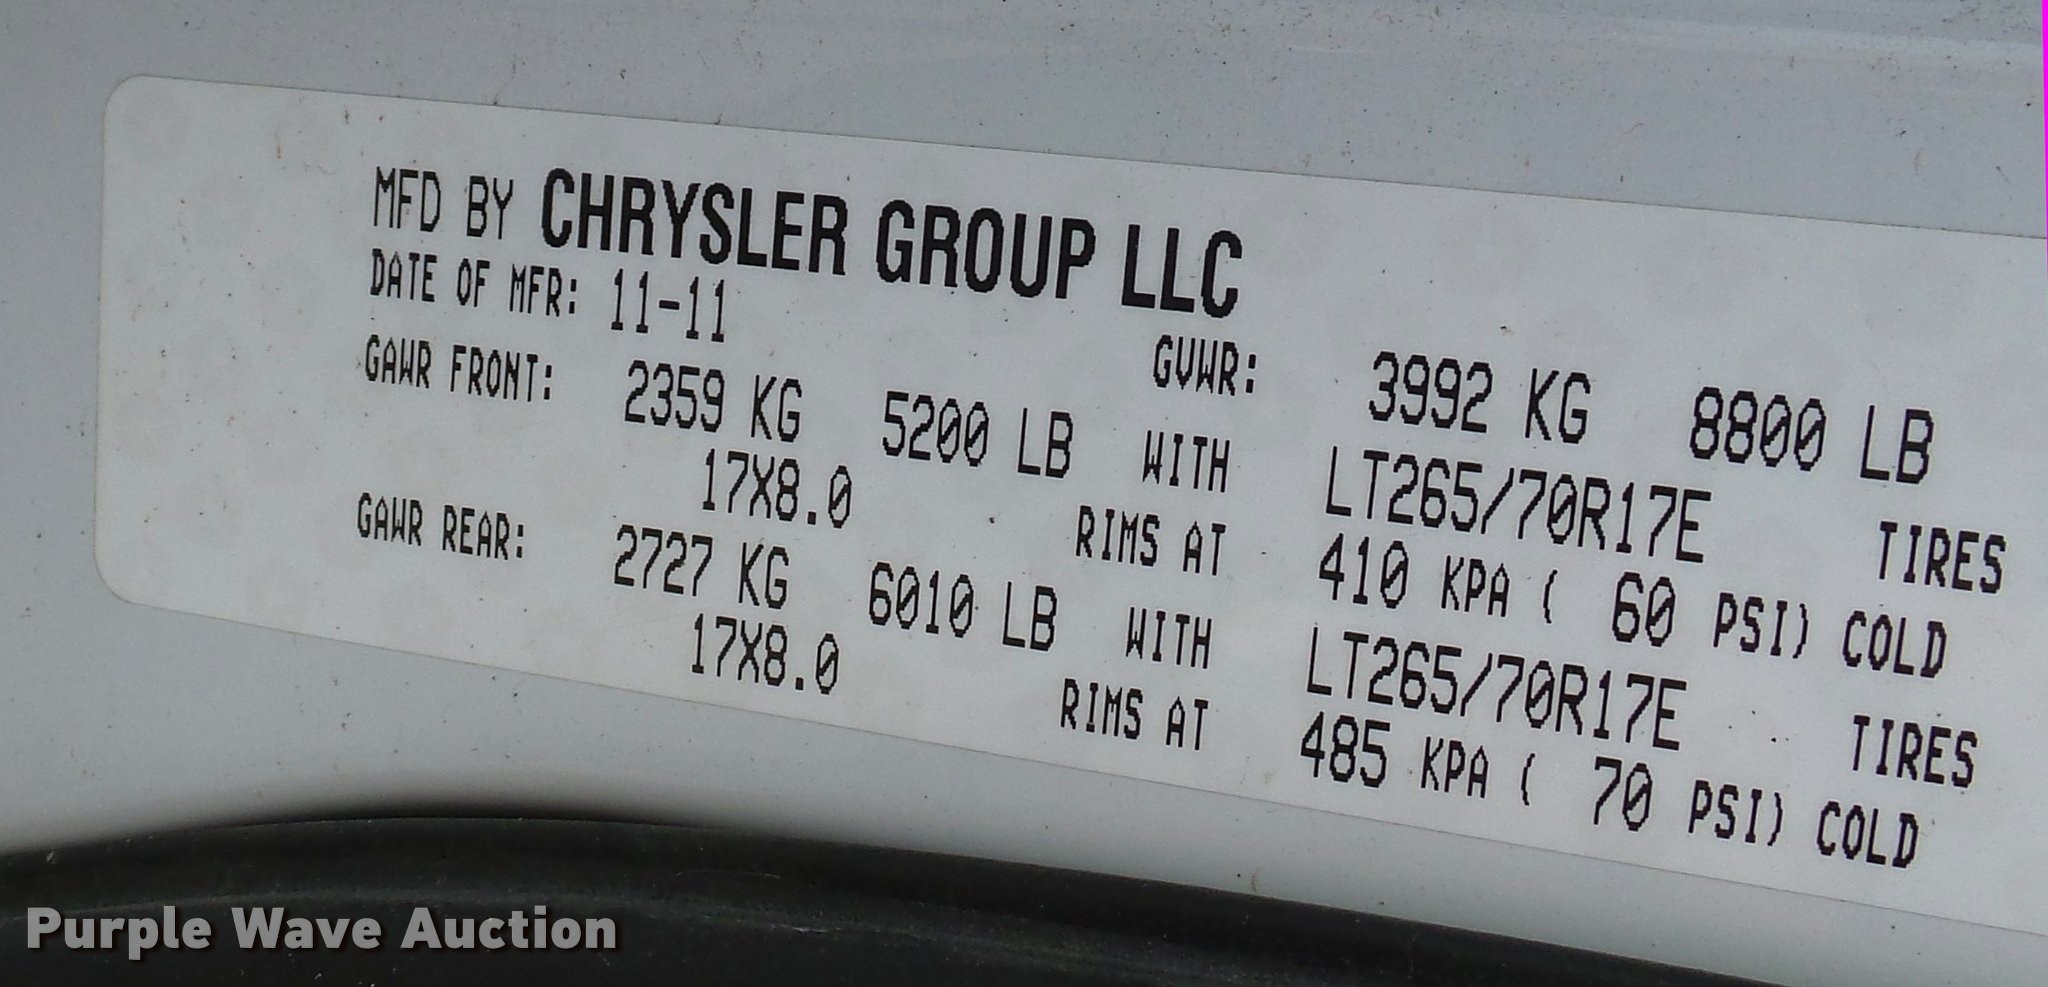 MFD BY CHRYSLER GROUP LLC
DATE OF MFR: 11-11 GVWR: 3992 KG 8800 LB
GAWR FRONT: 2359 KG 5200 LB WITH LT265/70R17E TIRES
17X8.0 RIMS AT 410 KPA ( 60 PSI) COLD
GAWR REAR: 2727 KG 6010 LB WITH LT265/70R17E TIRES
17X8.0 RIMS AT 485 KPA ( 70 PSI) COLD
Purple Wave Auction